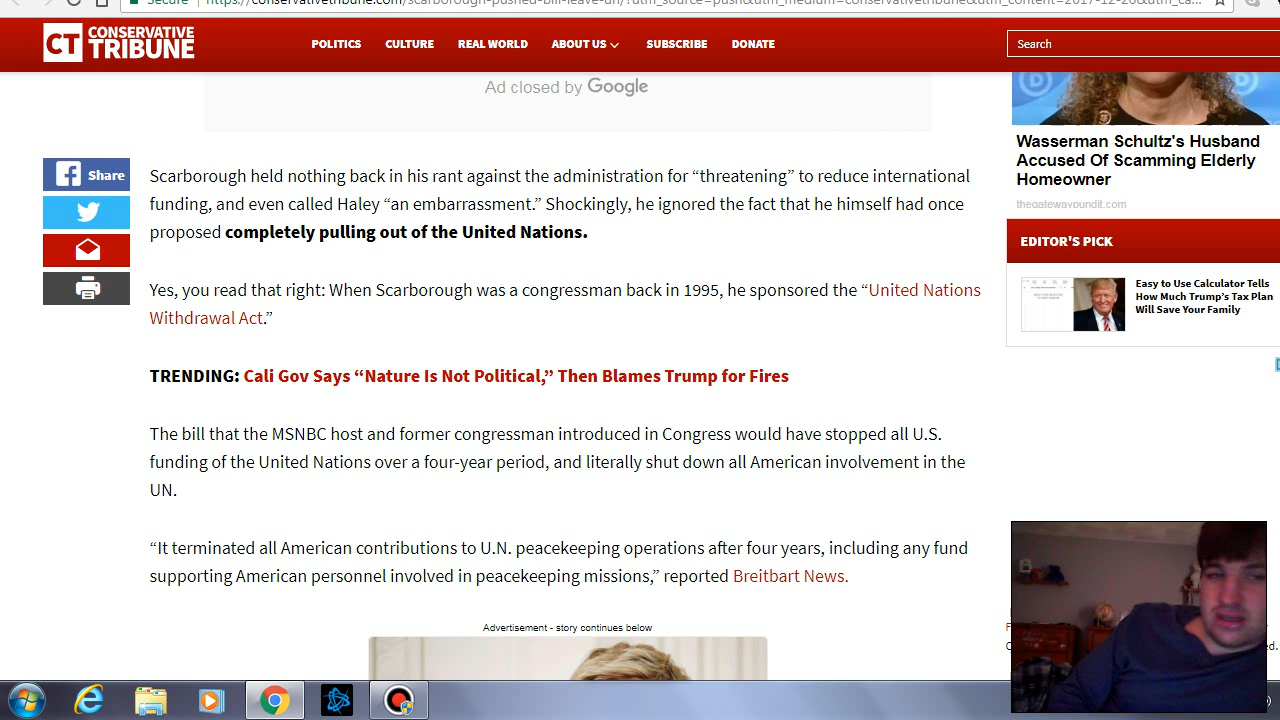 Secure
https://conservativetribune.com/scarborough-pushed-bill-leave-un/?utm_source=push&utm_medium=conservativetribune&utm_content=2017-12-26&utm_ca...
CT CONSERVATIVE TRIBUNE
POLITICS CULTURE REAL WORLD ABOUT US SUBSCRIBE DONATE
Search
Ad closed by Google
Share
Scarborough held nothing back in his rant against the administration for “threatening” to reduce international
funding, and even called Haley “an embarrassment.” Shockingly, he ignored the fact that he himself had once
proposed completely pulling out of the United Nations.
Yes, you read that right: When Scarborough was a congressman back in 1995, he sponsored the “United Nations
Withdrawal Act.”
TRENDING: Cali Gov Says “Nature Is Not Political,” Then Blames Trump for Fires
The bill that the MSNBC host and former congressman introduced in Congress would have stopped all U.S.
funding of the United Nations over a four-year period, and literally shut down all American involvement in the
UN.
“It terminated all American contributions to U.N. peacekeeping operations after four years, including any fund
supporting American personnel involved in peacekeeping missions,” reported Breitbart News.
Advertisement - story continues below
Wasserman Schultz's Husband
Accused Of Scamming Elderly
Homeowner
thegatewaypundit.com
EDITOR'S PICK
Easy to Use Calculator Tells
How Much Trump's Tax Plan
Will Save Your Family